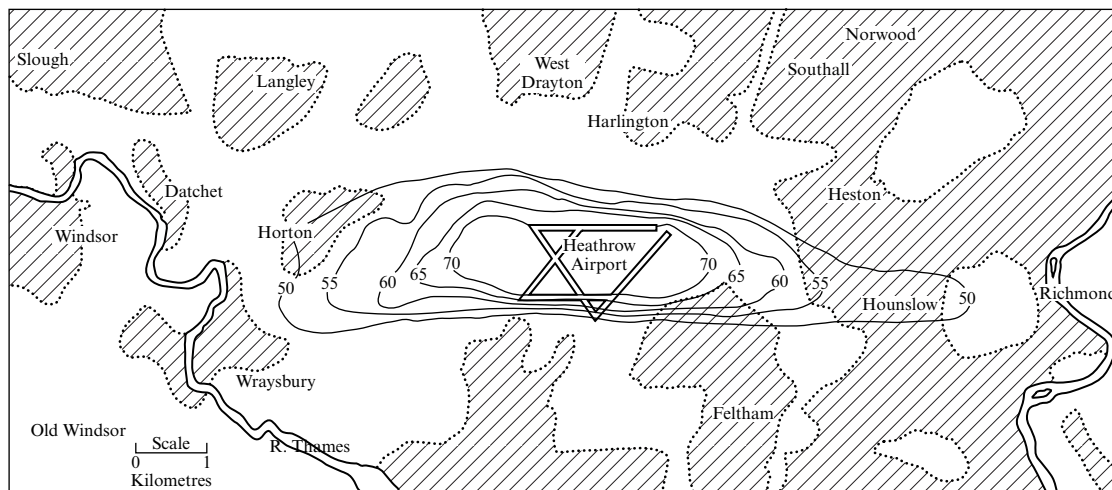 Norwood
Slough
West
Drayton
Southall
Langley
Harlington
Datchet
Heston
Windsor
Horton
Heathrow
Airport
50
55
60
65
70
70
65
60
55
50
Hounslow
Richmond
Wraysbury
Feltham
Old Windsor
Scale
R. Thames
0 1
Kilometres